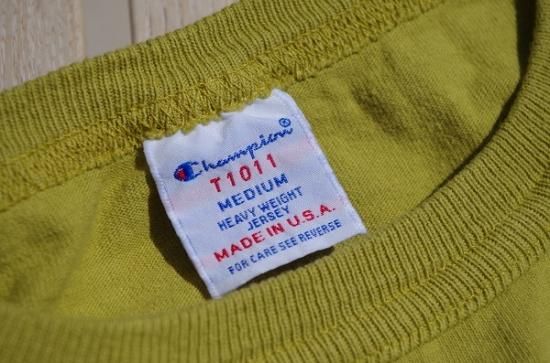 Champion®
T1011
MEDIUM
HEAVY WEIGHT
JERSEY
MADE IN U.S.A.
FOR CARE SEE REVERSE